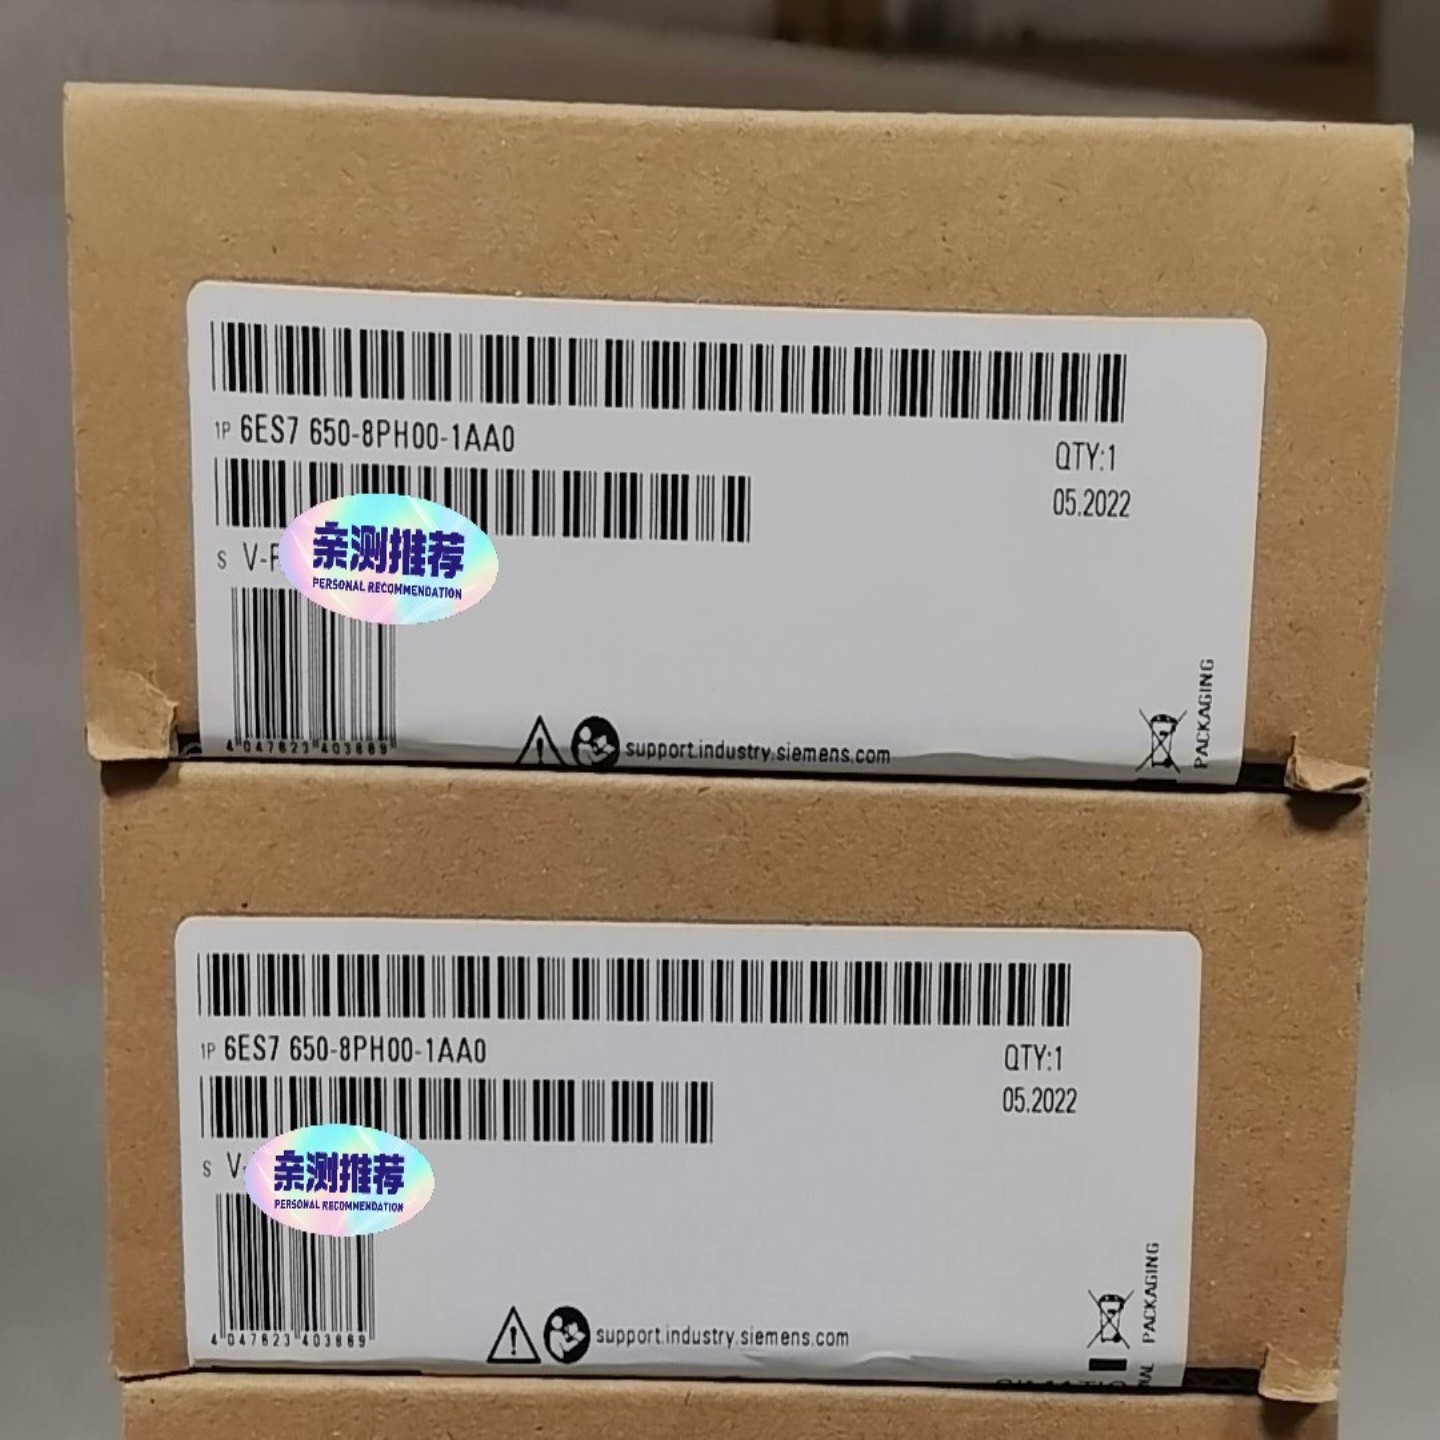 1P 6ES7 650-8PH00-1AA0
QTY:1
05.2022
S V-F
亲测推荐
PERSONAL RECOMMENDATION
4 047623 403869
support.industry.siemens.com
PACKAGING
1P 6ES7 650-8PH00-1AA0
QTY:1
05.2022
S V-
亲测推荐
PERSONAL RECOMMENDATION
4 047623 403869
support.industry.siemens.com
PACKAGING